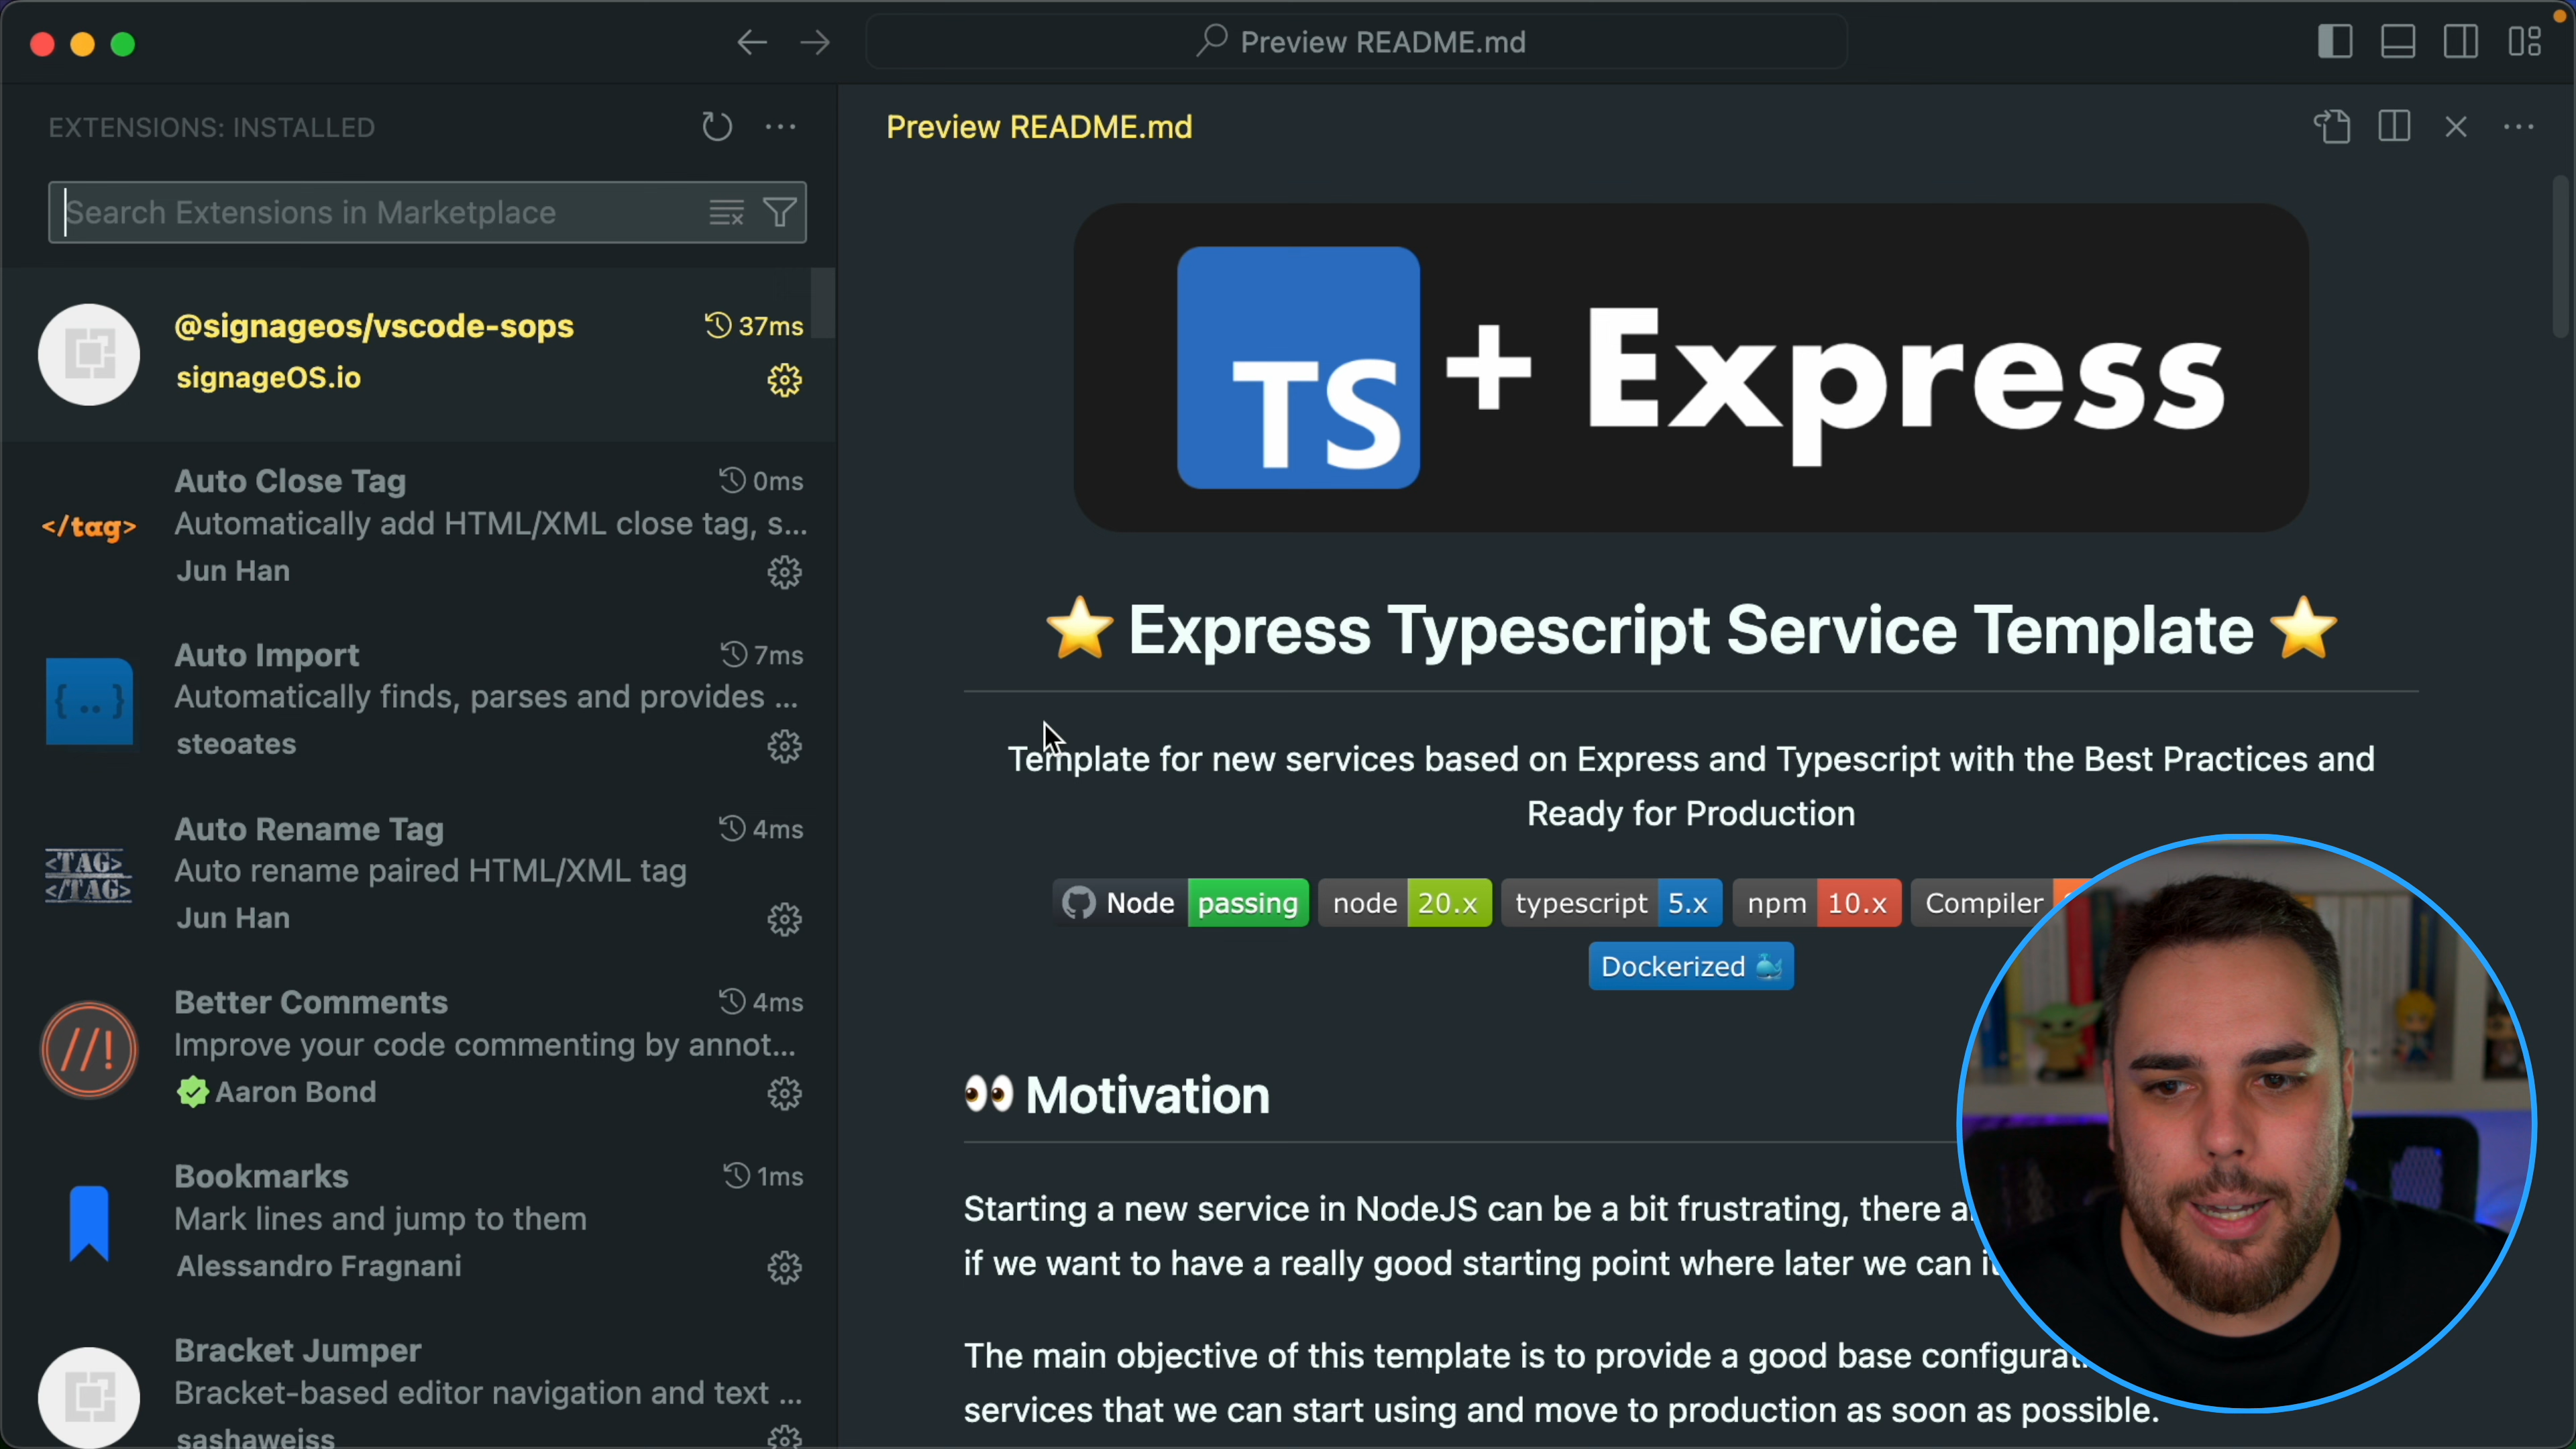 Preview README.md
EXTENSIONS: INSTALLED
Search Extensions in Marketplace
@signageos/vscode-sops
37ms
signageOS.io
</tag>
Auto Close Tag
0ms
Automatically add HTML/XML close tag, s...
Jun Han
{..}
Auto Import
7ms
Automatically finds, parses and provides ...
steoates
<TAG>
</TAG>
Auto Rename Tag
4ms
Auto rename paired HTML/XML tag
Jun Han
//!
Better Comments
4ms
Improve your code commenting by annot...
Aaron Bond
Bookmarks
1ms
Mark lines and jump to them
Alessandro Fragnani
Bracket Jumper
Bracket-based editor navigation and text ...
sashaweiss
Preview README.md
TS + Express
⭐ Express Typescript Service Template ⭐
Template for new services based on Express and Typescript with the Best Practices and
Ready for Production
Node passing node 20.x typescript 5.x npm 10.x Compiler
Dockerized 🐳
👀 Motivation
Starting a new service in NodeJS can be a bit frustrating, there
if we want to have a really good starting point where later we can
The main objective of this template is to provide a good base
services that we can start using and move to production as soon as possible.